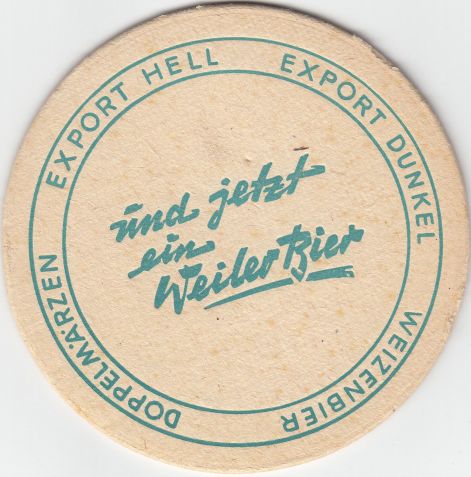 EXPORT HELL
EXPORT DUNKEL
WEIZENBIER
DOPPELMÄRZEN
und jetzt
ein
Weiler Bier